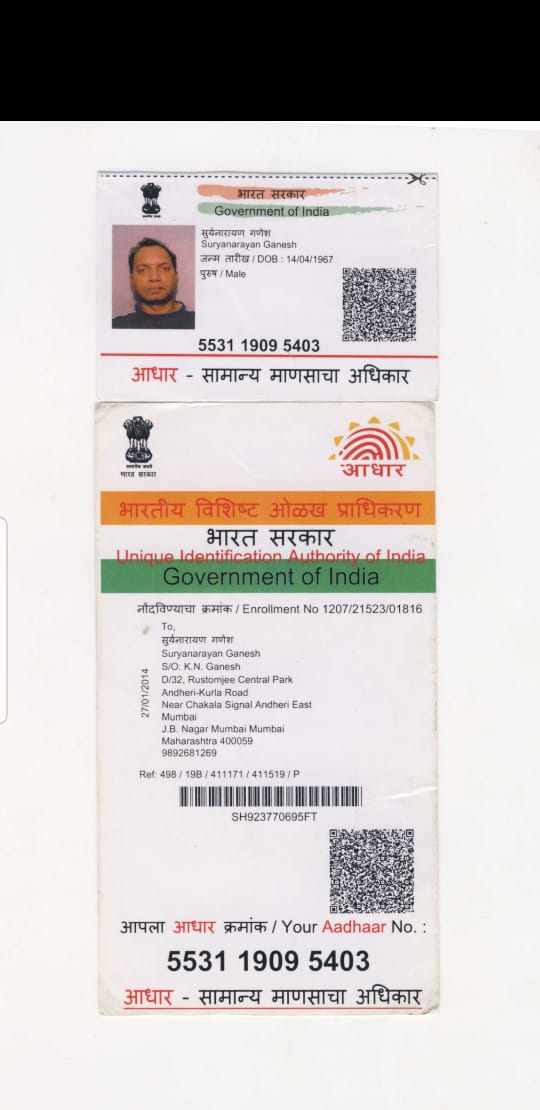 भारत सरकार
Government of India
सुर्यनारायण गणेश
Suryanarayan Ganesh
जन्म तारीख / DOB : 14/04/1967
पुरुष / Male
5531 1909 5403
आधार - सामान्य माणसाचा अधिकार
भारत सरकार
आधार
भारतीय विशिष्ट ओळख प्राधिकरण
भारत सरकार
Unique Identification Authority of India
Government of India
नोंदविण्याचा क्रमांक / Enrollment No 1207/21523/01816
To,
सुर्यनारायण गणेश
Suryanarayan Ganesh
S/O: K.N. Ganesh
D/32, Rustomjee Central Park
Andheri-Kurla Road
Near Chakala Signal Andheri East
Mumbai
J.B. Nagar Mumbai Mumbai
Maharashtra 400059
9892681269
27/01/2014
Ref: 498 / 19B / 411171 / 411519 / P
SH923770695FT
आपला आधार क्रमांक / Your Aadhaar No. :
5531 1909 5403
आधार - सामान्य माणसाचा अधिकार